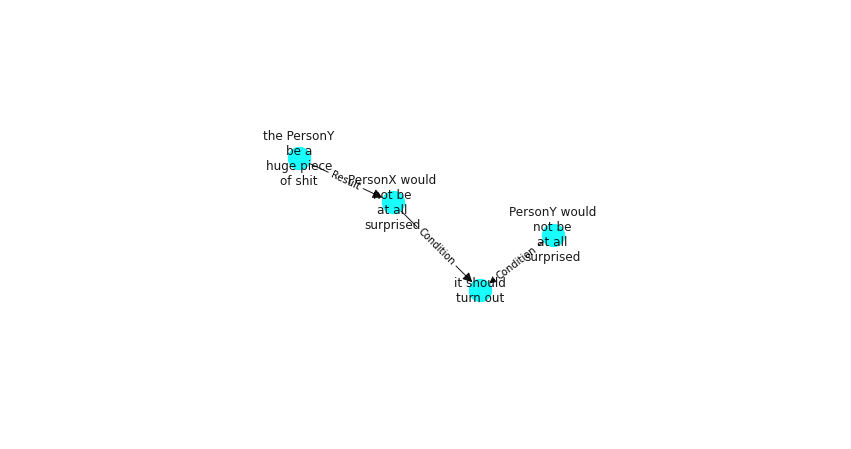 the PersonY
be a
huge piece
of shit
Result
PersonX would
not be
at all
surprised
Condition
PersonY would
not be
at all
surprised
Condition
it should
turn out